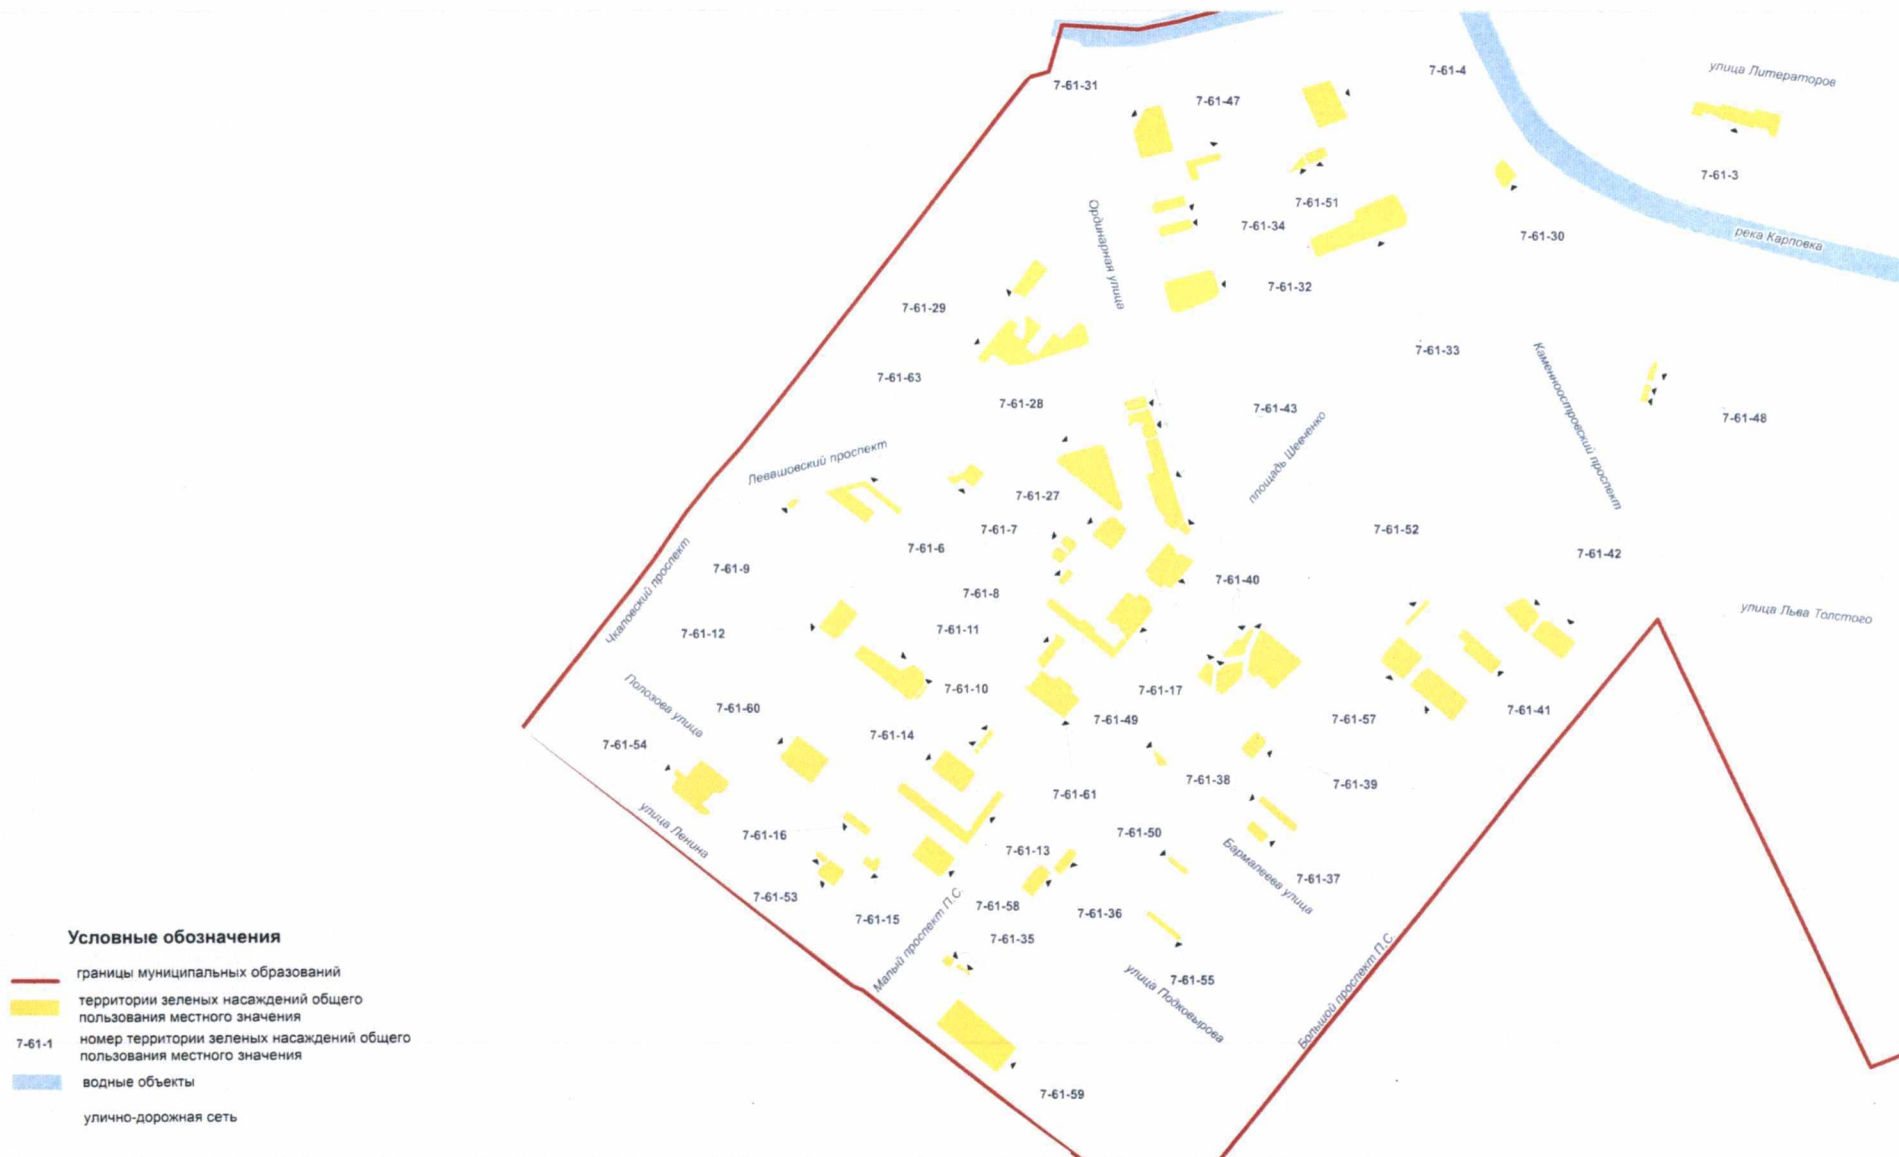 7-61-4
улица Литераторов
7-61-31
7-61-47
7-61-3
7-61-51
Ординарная улица
7-61-34
7-61-30
река Карповка
7-61-32
7-61-29
7-61-33
7-61-63
Каменноостровский проспект
7-61-28
7-61-43
7-61-48
Левашовский проспект
площадь Шевченко
7-61-27
7-61-7
7-61-52
7-61-6
7-61-42
7-61-9
7-61-40
Чкаловский проспект
7-61-8
улица Льва Толстого
7-61-12
7-61-11
7-61-10
7-61-17
Полозова улица
7-61-60
7-61-49
7-61-57
7-61-41
7-61-14
7-61-54
7-61-38
7-61-39
7-61-61
улица Ленина
7-61-16
7-61-50
7-61-13
Бармалеева улица
7-61-37
7-61-53
7-61-58
7-61-36
7-61-15
Малый проспект П.С.
7-61-35
7-61-55
улица Подковырова
Большой проспект П.С.
7-61-59
Условные обозначения
границы муниципальных образований
территории зеленых насаждений общего
пользования местного значения
7-61-1 номер территории зеленых насаждений общего
пользования местного значения
водные объекты
улично-дорожная сеть